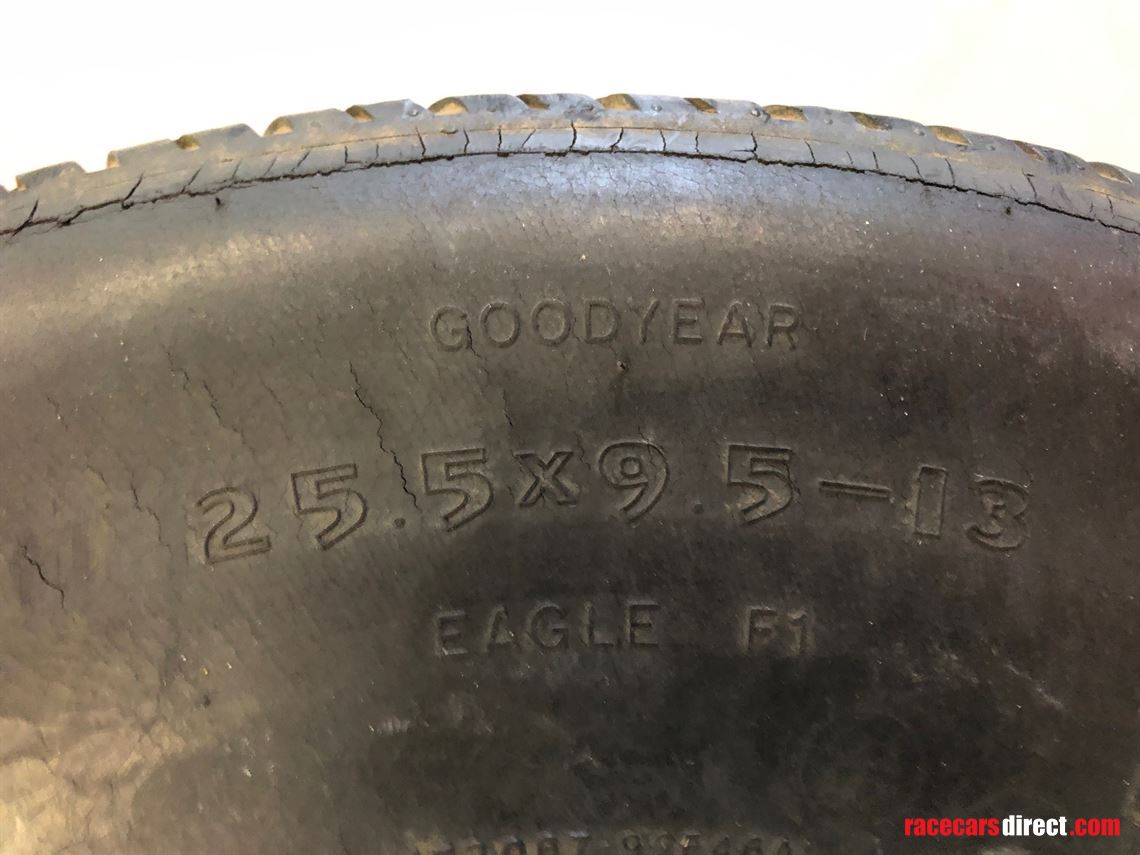 GOODYEAR
25.5x9.5-13
EAGLE F1
racecarsdirect.com